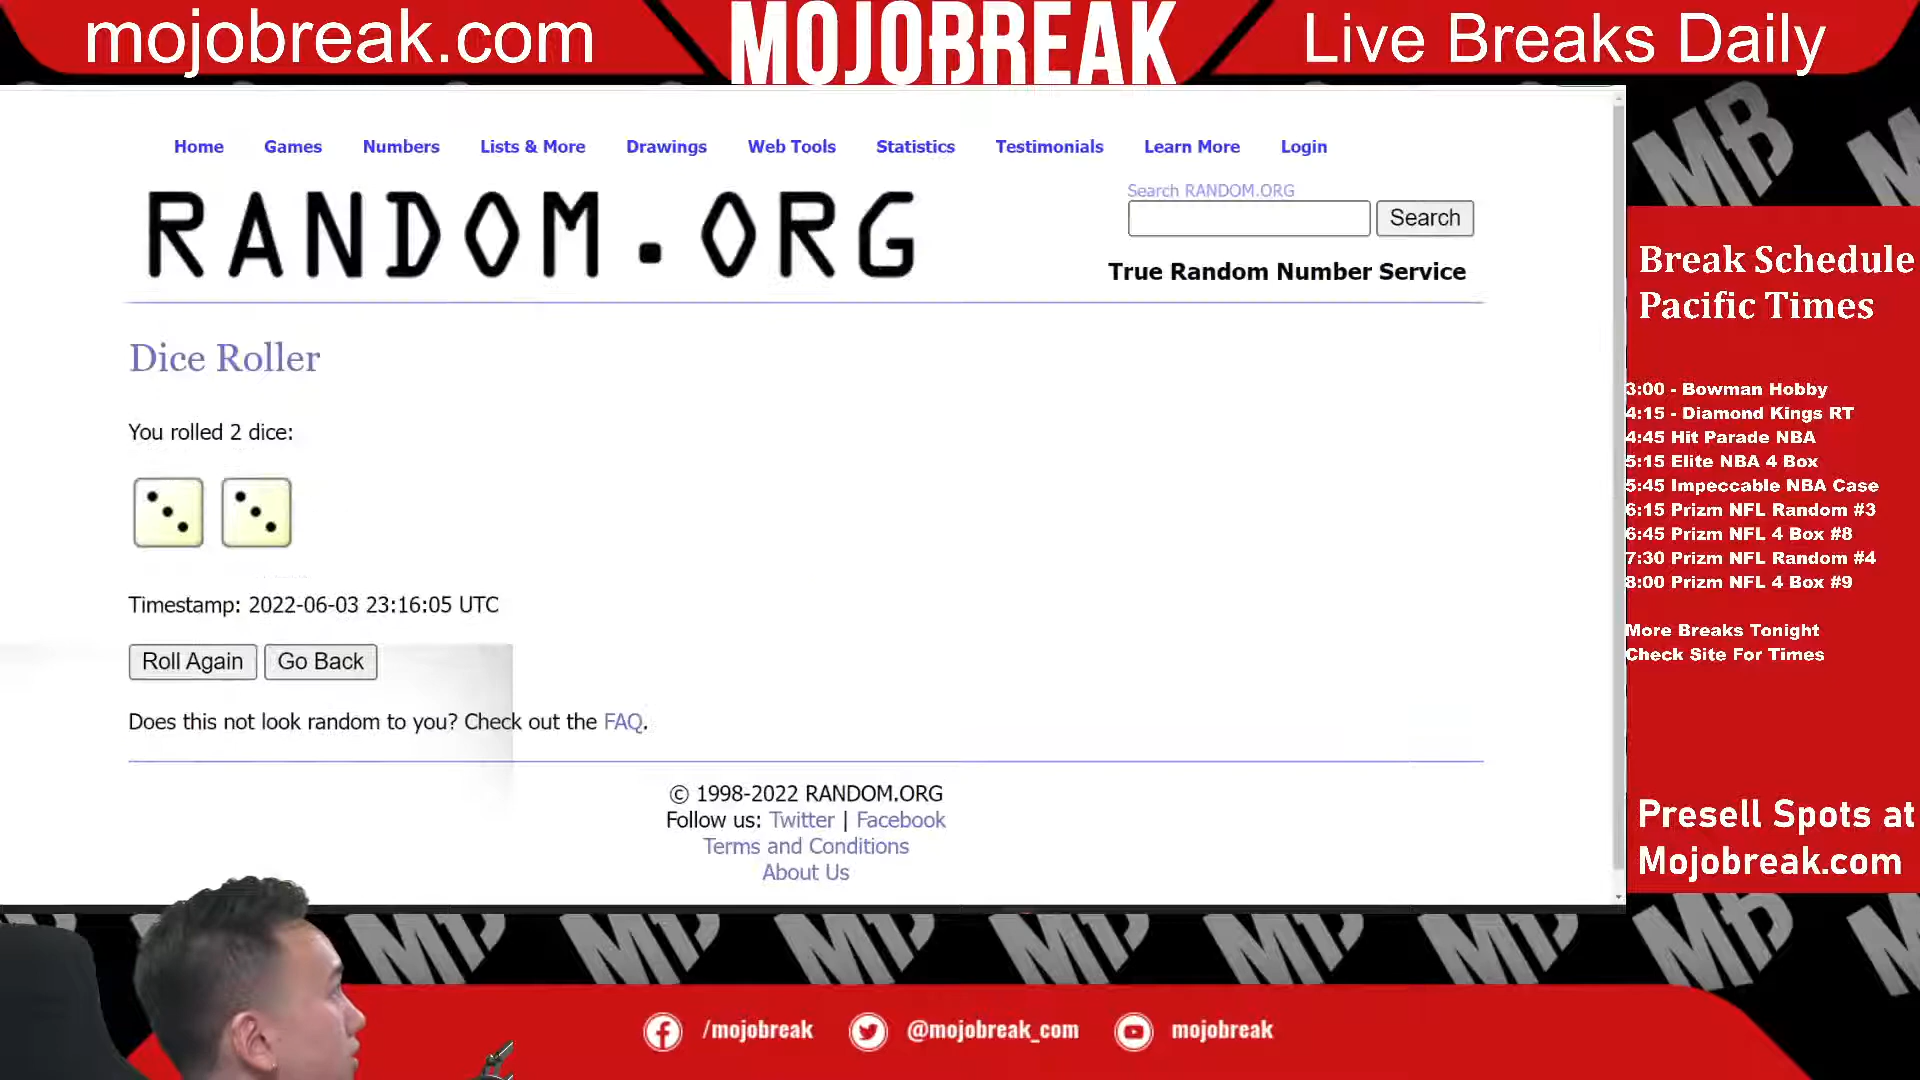 mojobreak.com
MOJOBREAK
Live Breaks Daily
Home Games Numbers Lists & More Drawings Web Tools Statistics Testimonials Learn More Login
RANDOM.ORG
Search RANDOM.ORG
Search
True Random Number Service
Dice Roller
You rolled 2 dice:
Timestamp: 2022-06-03 23:16:05 UTC
Roll Again Go Back
Does this not look random to you? Check out the FAQ.
© 1998-2022 RANDOM.ORG
Follow us: Twitter | Facebook
Terms and Conditions
About Us
Break Schedule
Pacific Times
3:00 - Bowman Hobby
4:15 - Diamond Kings RT
4:45 Hit Parade NBA
5:15 Elite NBA 4 Box
5:45 Impeccable NBA Case
6:15 Prizm NFL Random #3
6:45 Prizm NFL 4 Box #8
7:30 Prizm NFL Random #4
8:00 Prizm NFL 4 Box #9
More Breaks Tonight
Check Site For Times
Presell Spots at
Mojobreak.com
/mojobreak @mojobreak_com mojobreak